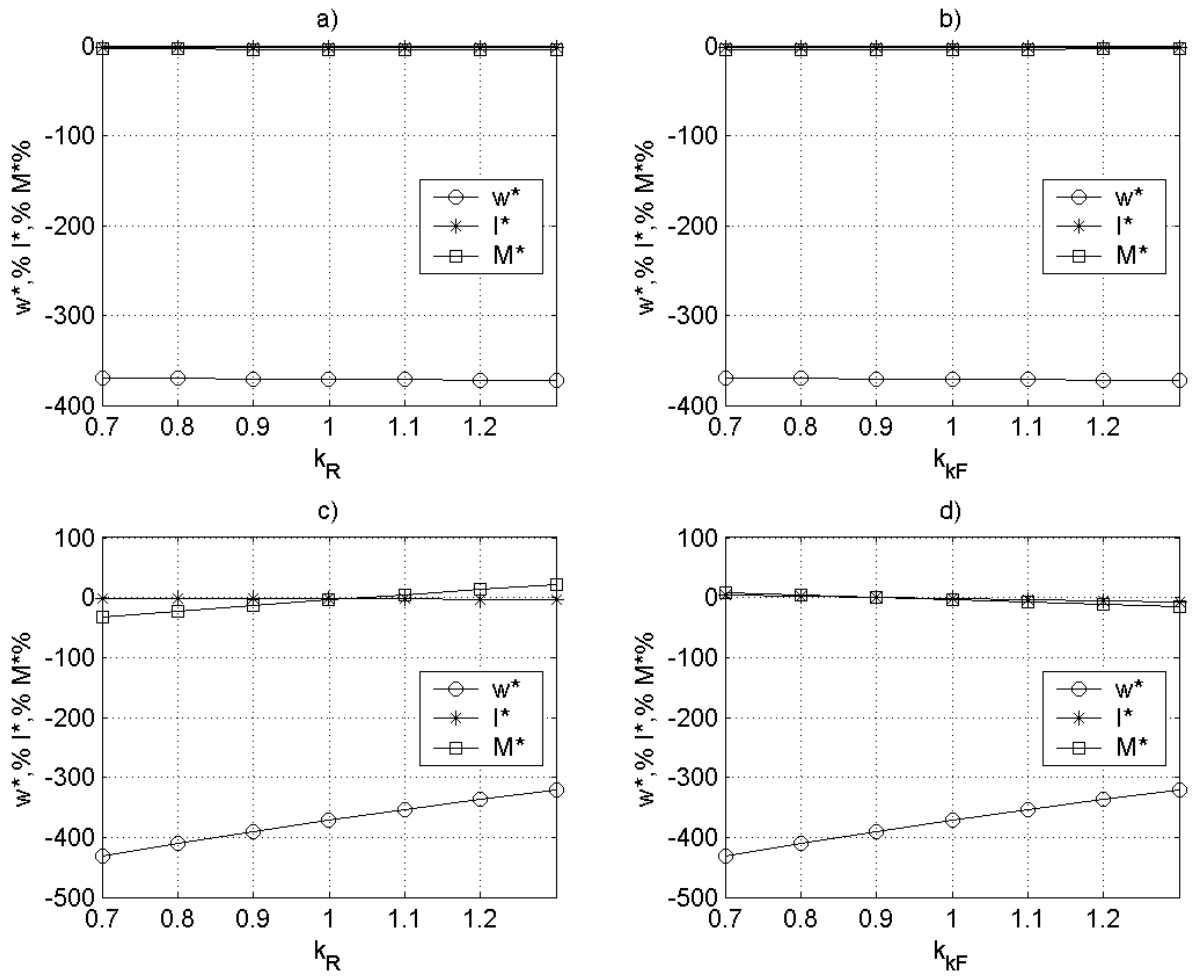 a)
0
-100
-200
-300
-400
w*,% I*,% M*%
w*
I*
M*
0.7 0.8 0.9 1 1.1 1.2
k_R
b)
0
-100
-200
-300
-400
w*,% I*,% M*%
w*
I*
M*
0.7 0.8 0.9 1 1.1 1.2
k_kF
c)
100
0
-100
-200
-300
-400
-500
w*,% I*,% M*%
w*
I*
M*
0.7 0.8 0.9 1 1.1 1.2
k_R
d)
100
0
-100
-200
-300
-400
-500
w*,% I*,% M*%
w*
I*
M*
0.7 0.8 0.9 1 1.1 1.2
k_kF